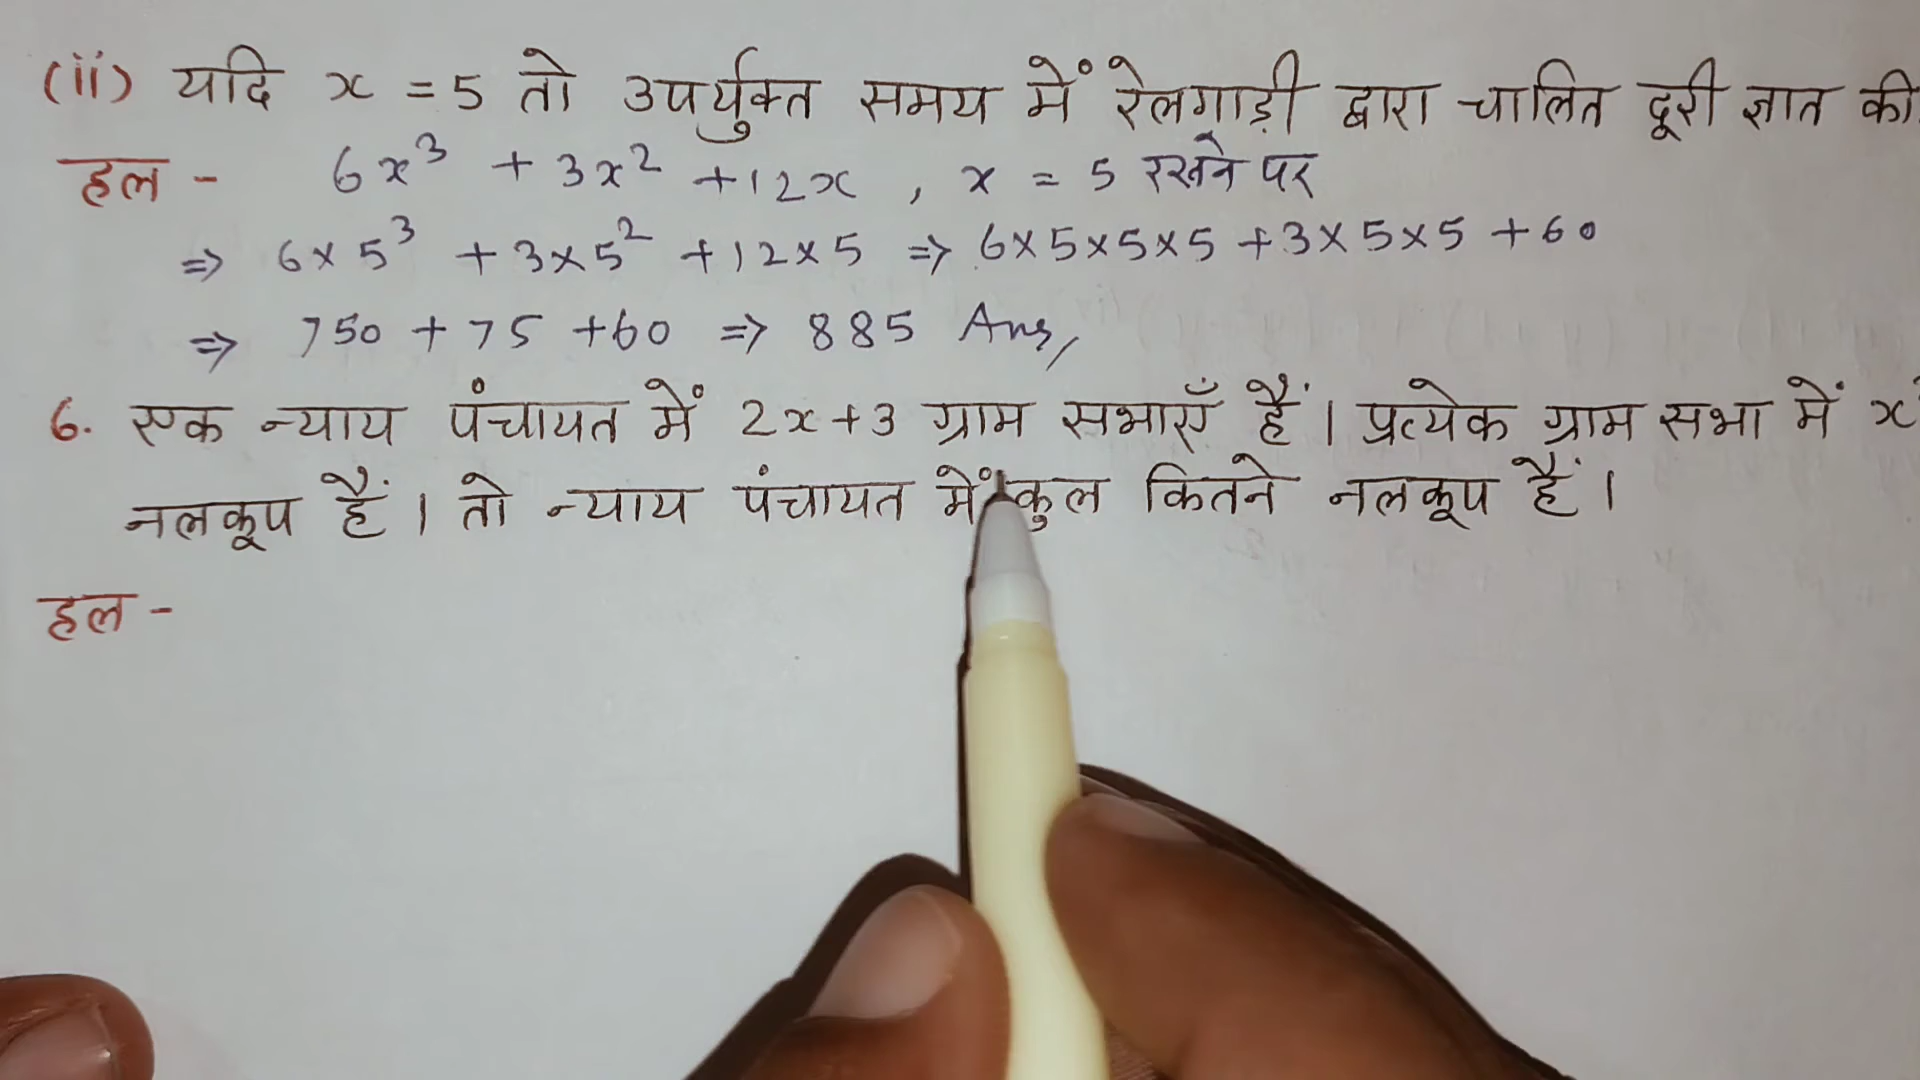 (ii) यदि x = 5 तो उपर्युक्त समय में रेलगाड़ी द्वारा चालित दूरी ज्ञात की
हल - 6x³ + 3x² + 12x , x = 5 रखने पर
⇒ 6×5³ + 3×5² + 12×5 ⇒ 6×5×5×5 + 3×5×5 + 60
⇒ 750 + 75 + 60 ⇒ 885 Ans,
6. एक न्याय पंचायत में 2x+3 ग्राम सभाएँ हैं । प्रत्येक ग्राम सभा में
नलकूप हैं । तो न्याय पंचायत में कुल कितने नलकूप हैं ।
हल -